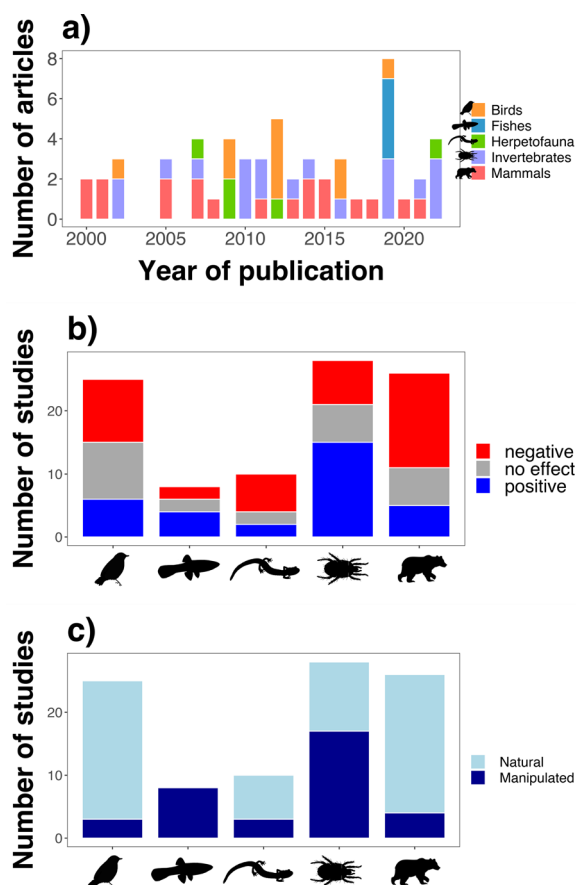 a)
Number of articles
8
6
4
2
0
2000 2005 2010 2015 2020
Year of publication
Birds
Fishes
Herpetofauna
Invertebrates
Mammals
b)
Number of studies
20
10
0
negative
no effect
positive
c)
Number of studies
20
10
0
Natural
Manipulated